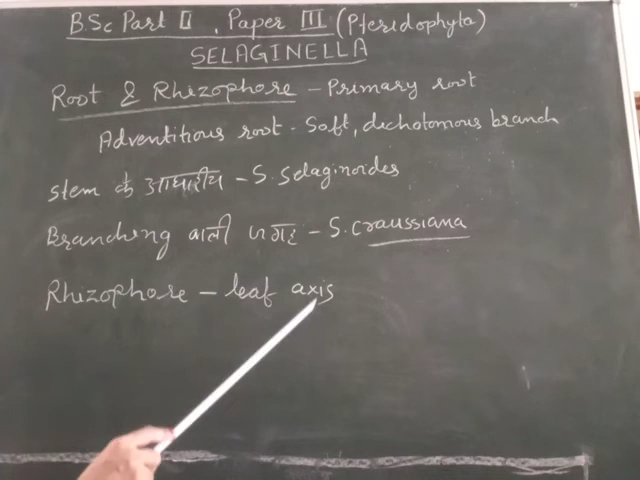 B.Sc Part II, Paper III (Pteridophyta)
SELAGINELLA
Root & Rhizophore - Primary root
Adventitious root - Soft, dichotomous branch
Stem के आधारीय - S. Selaginoides
Branching वाली जगह - S. Craussiana
Rhizophore - leaf axis